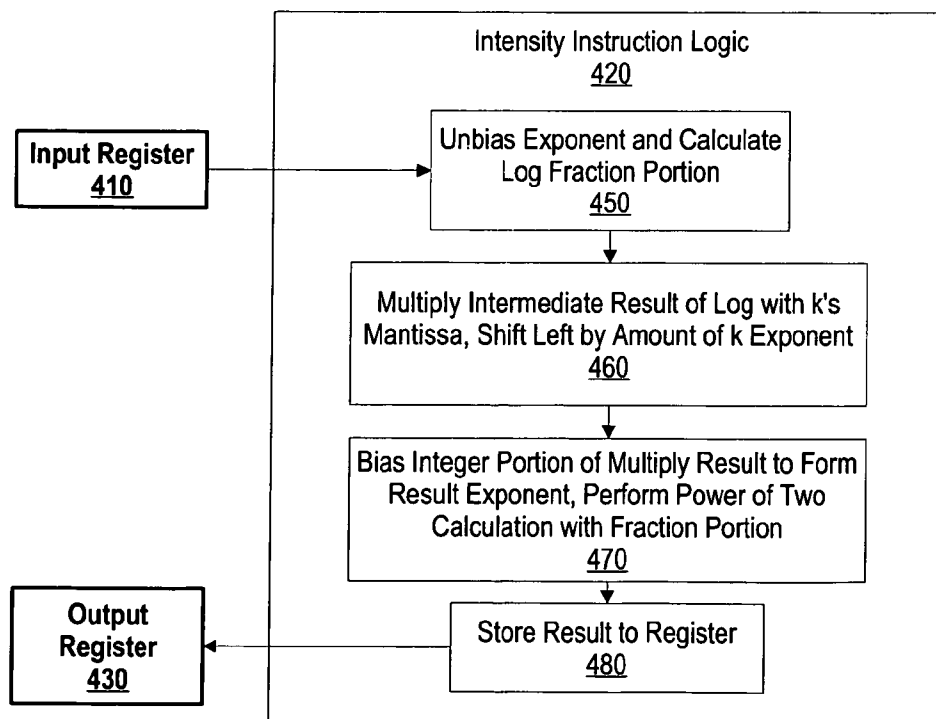 Intensity Instruction Logic
420
Input Register
410
Unbias Exponent and Calculate
Log Fraction Portion
450
Multiply Intermediate Result of Log with k's
Mantissa, Shift Left by Amount of k Exponent
460
Bias Integer Portion of Multiply Result to Form
Result Exponent, Perform Power of Two
Calculation with Fraction Portion
470
Output
Register
430
Store Result to Register
480